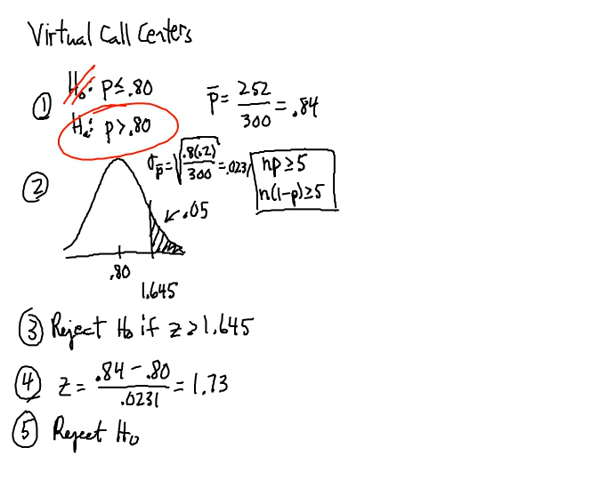 Virtual Call Centers
① H₀: p ≤ .80
Hₐ: p > .80
p̄ = 252/300 = .84
② σp̄ = √(.8(.2)/300) = .0231
np ≥ 5
n(1-p) ≥ 5
.05
.80
1.645
③ Reject H₀ if z > 1.645
④ z = (.84 - .80)/.0231 = 1.73
⑤ Reject H₀